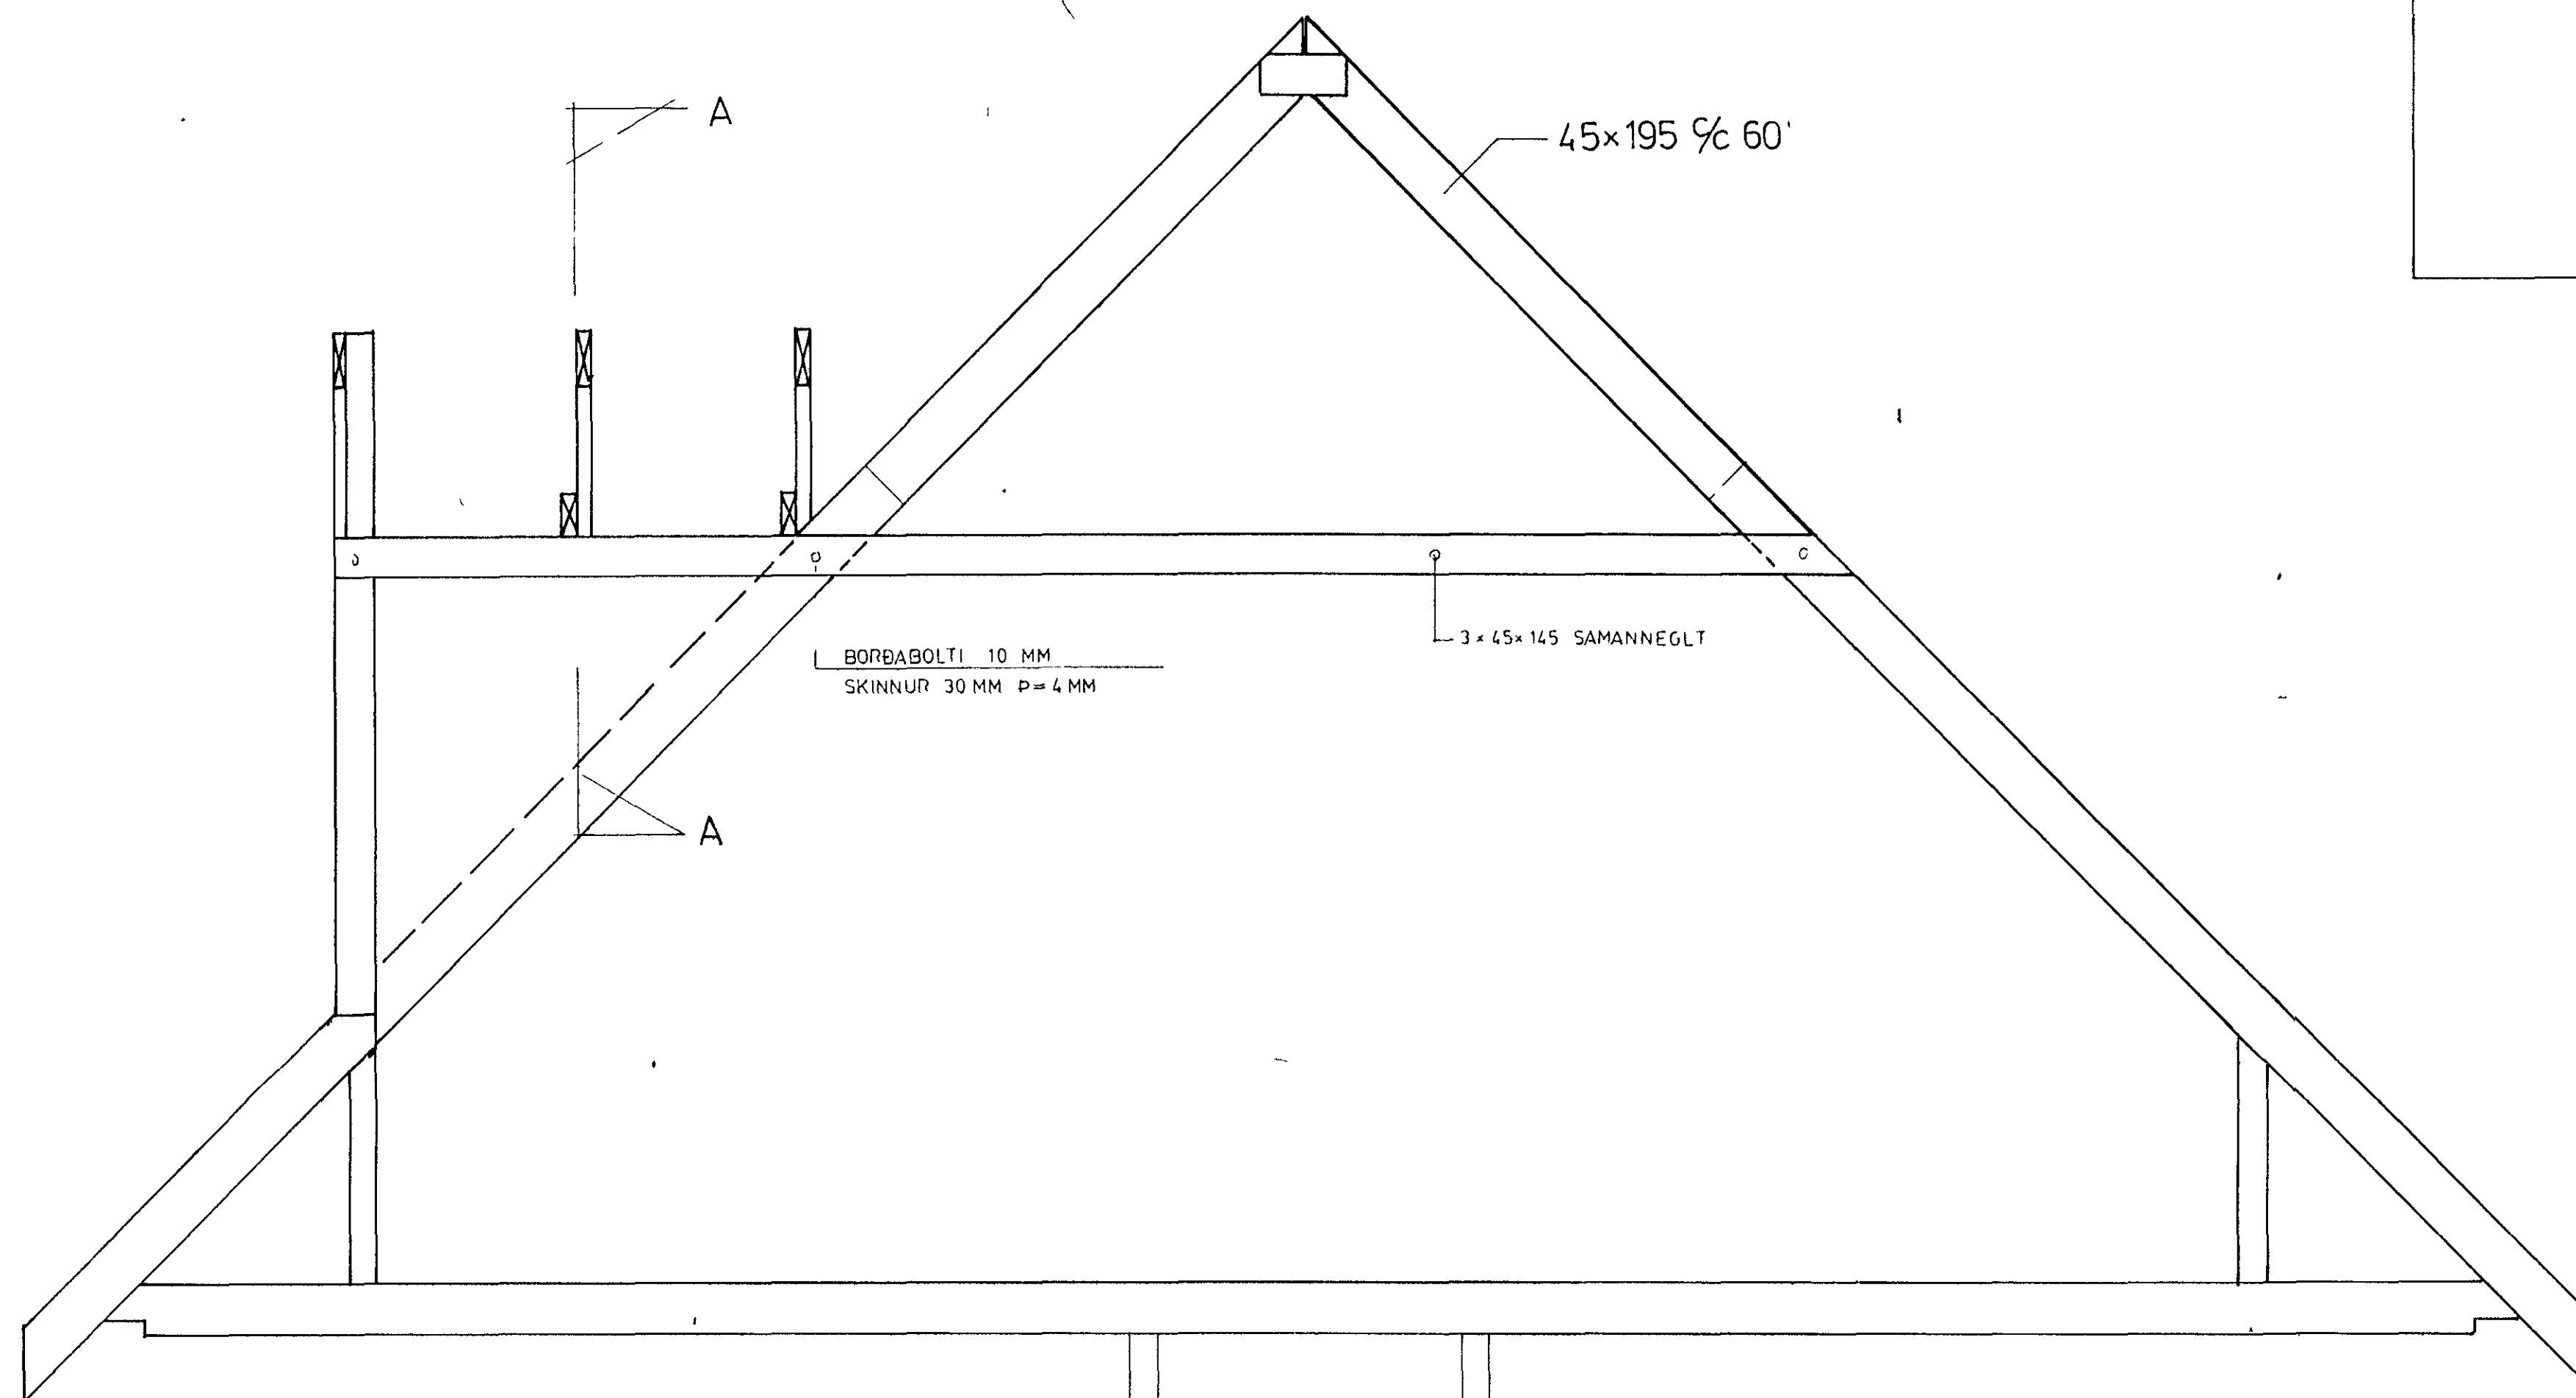 A
45×195 c/c 60
3×45×145 SAMANNEGLT
BORÐABOLTI 10 MM
SKINNUR 30 MM Þ=4 MM
A